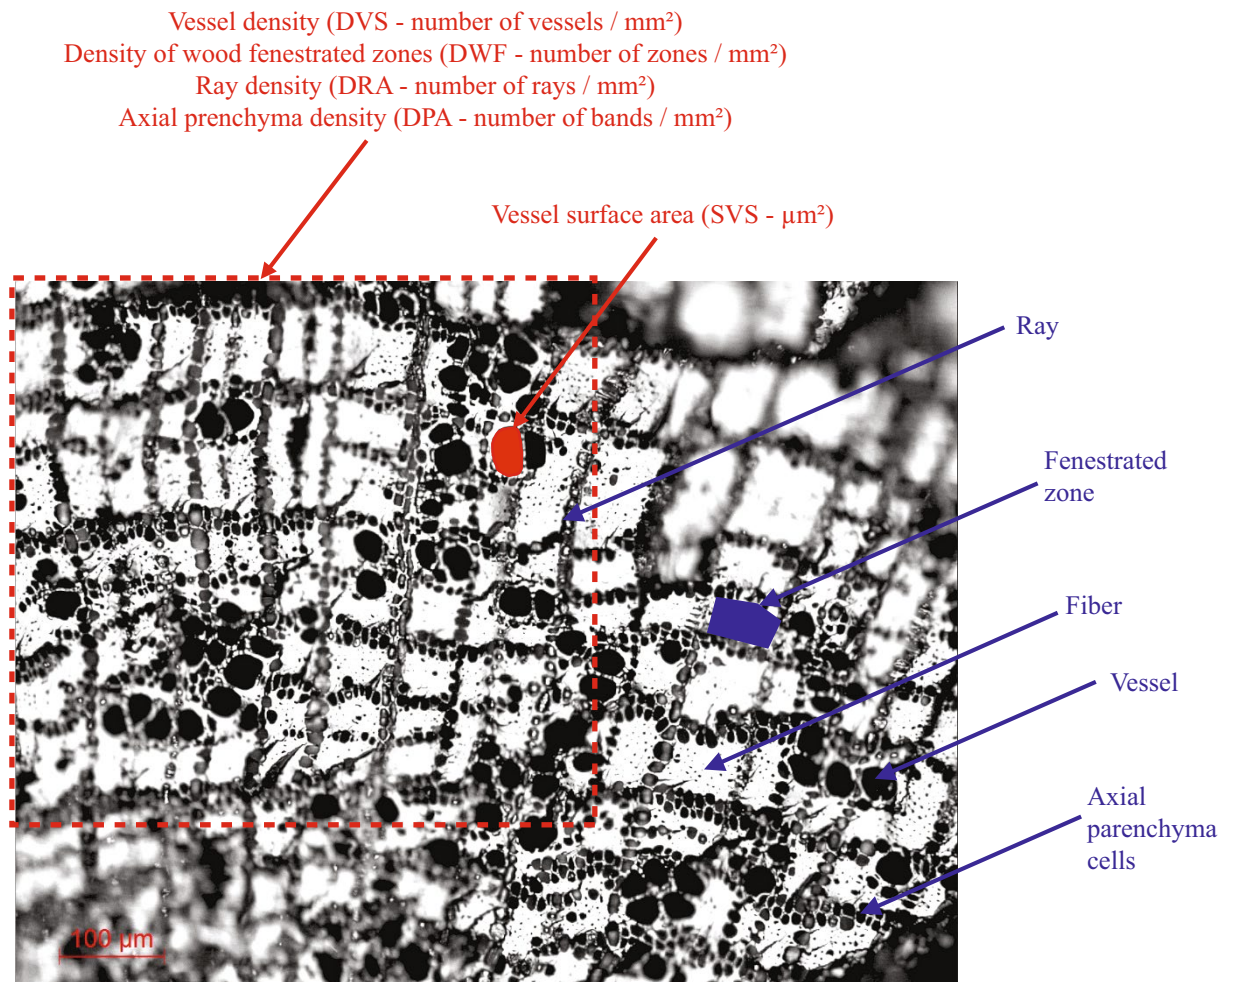 Vessel density (DVS - number of vessels / mm²)
Density of wood fenestrated zones (DWF - number of zones / mm²)
Ray density (DRA - number of rays / mm²)
Axial prenchyma density (DPA - number of bands / mm²)
Vessel surface area (SVS - µm²)
Ray
Fenestrated
zone
Fiber
Vessel
Axial
parenchyma
cells
100 µm